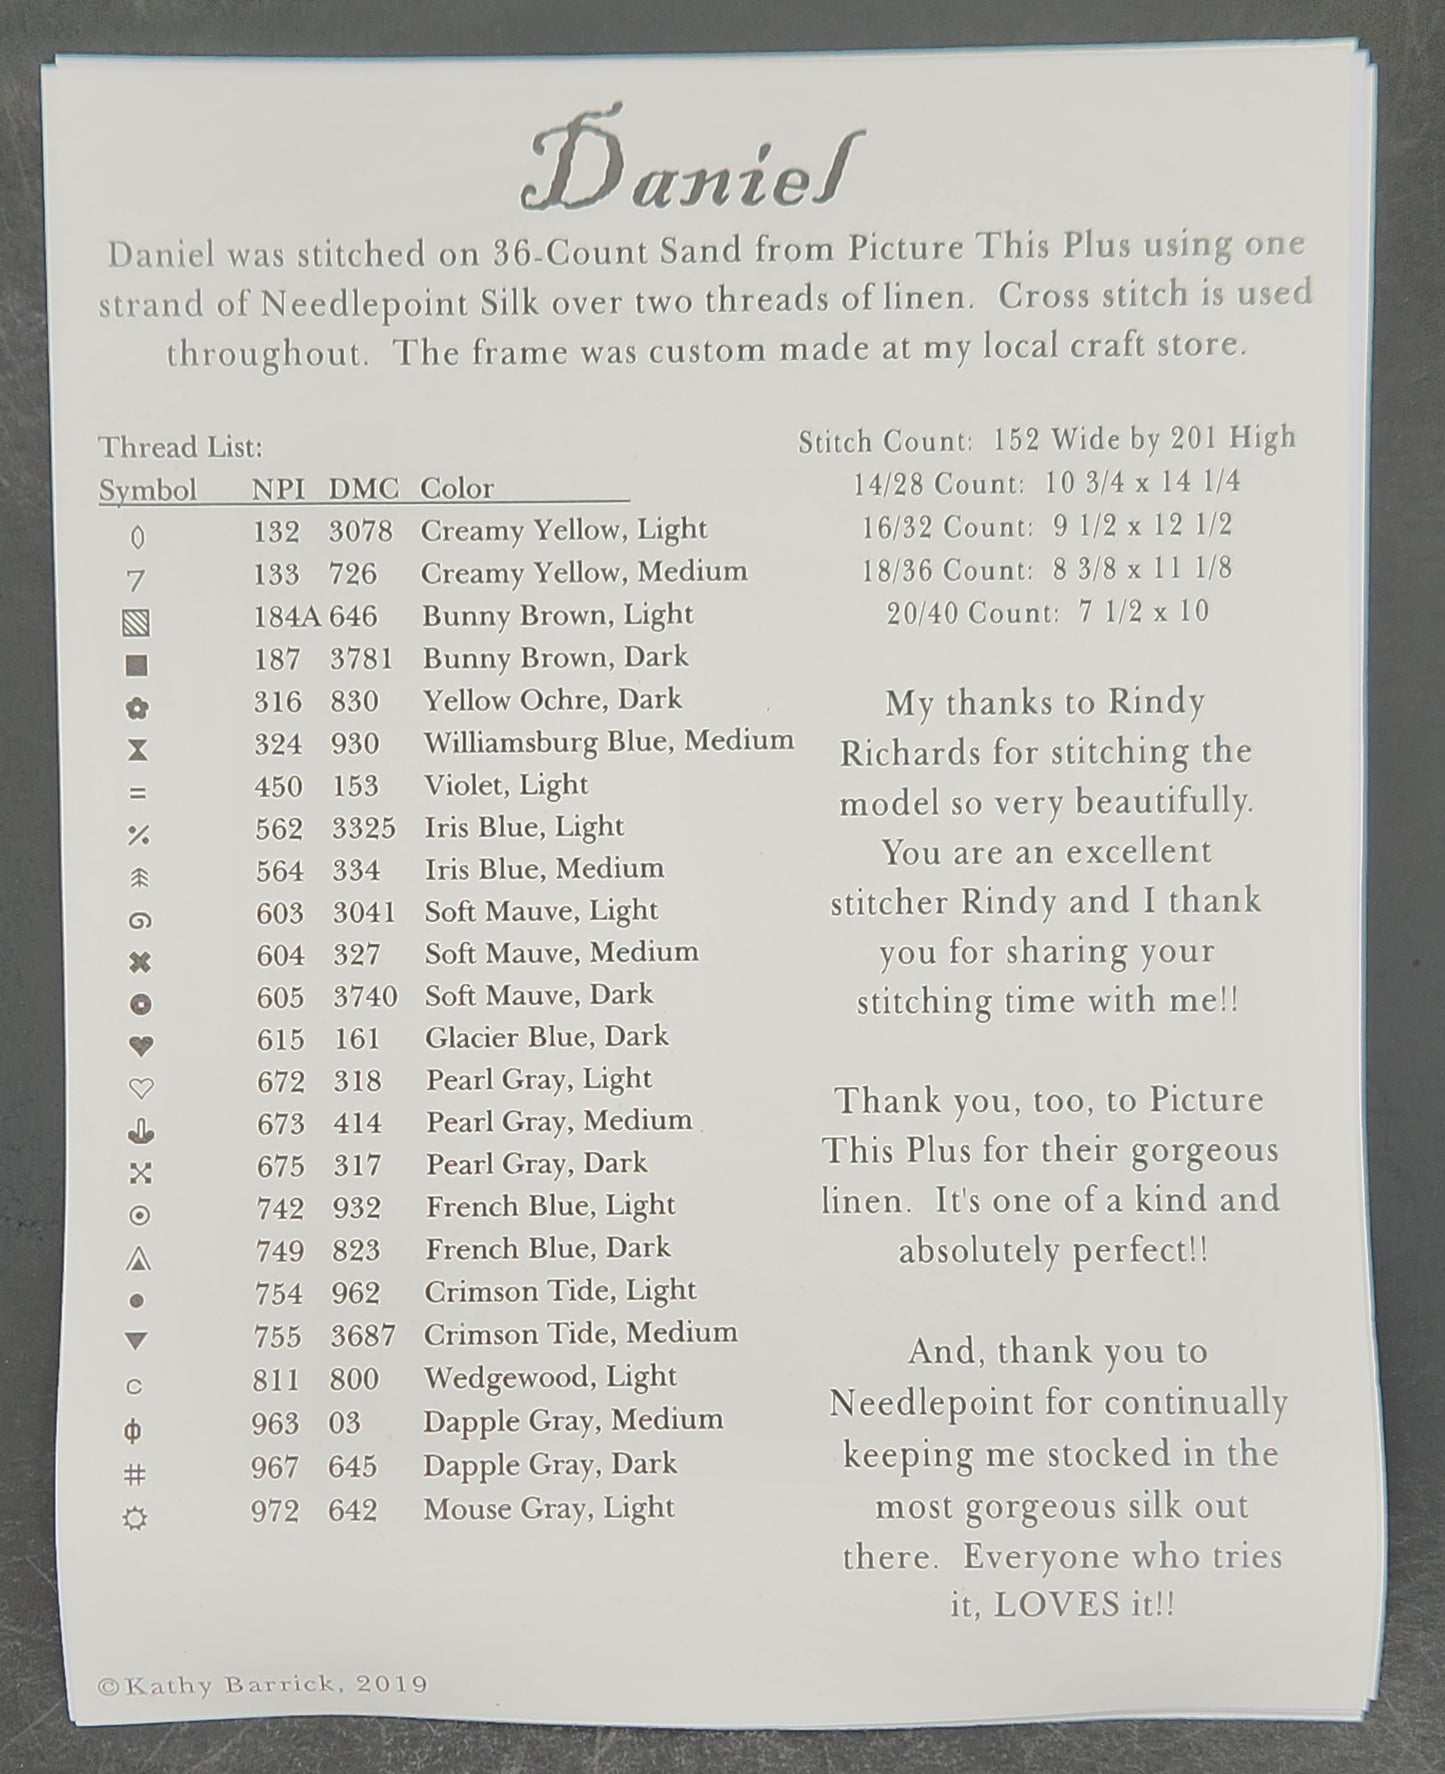 Daniel
Daniel was stitched on 36-Count Sand from Picture This Plus using one
strand of Needlepoint Silk over two threads of linen.  Cross stitch is used
throughout.  The frame was custom made at my local craft store.
Thread List:
Symbol NPI DMC Color
132 3078 Creamy Yellow, Light
7 133 726 Creamy Yellow, Medium
184A 646 Bunny Brown, Light
187 3781 Bunny Brown, Dark
316 830 Yellow Ochre, Dark
324 930 Williamsburg Blue, Medium
= 450 153 Violet, Light
562 3325 Iris Blue, Light
564 334 Iris Blue, Medium
603 3041 Soft Mauve, Light
604 327 Soft Mauve, Medium
605 3740 Soft Mauve, Dark
615 161 Glacier Blue, Dark
672 318 Pearl Gray, Light
673 414 Pearl Gray, Medium
675 317 Pearl Gray, Dark
742 932 French Blue, Light
749 823 French Blue, Dark
754 962 Crimson Tide, Light
755 3687 Crimson Tide, Medium
c 811 800 Wedgewood, Light
ф 963 03 Dapple Gray, Medium
# 967 645 Dapple Gray, Dark
972 642 Mouse Gray, Light
Stitch Count:  152 Wide by 201 High
14/28 Count:  10 3/4 x 14 1/4
16/32 Count:  9 1/2 x 12 1/2
18/36 Count:  8 3/8 x 11 1/8
20/40 Count:  7 1/2 x 10
My thanks to Rindy
Richards for stitching the
model so very beautifully.
You are an excellent
stitcher Rindy and I thank
you for sharing your
stitching time with me!!
Thank you, too, to Picture
This Plus for their gorgeous
linen.  It's one of a kind and
absolutely perfect!!
And, thank you to
Needlepoint for continually
keeping me stocked in the
most gorgeous silk out
there.  Everyone who tries
it, LOVES it!!
©Kathy Barrick, 2019